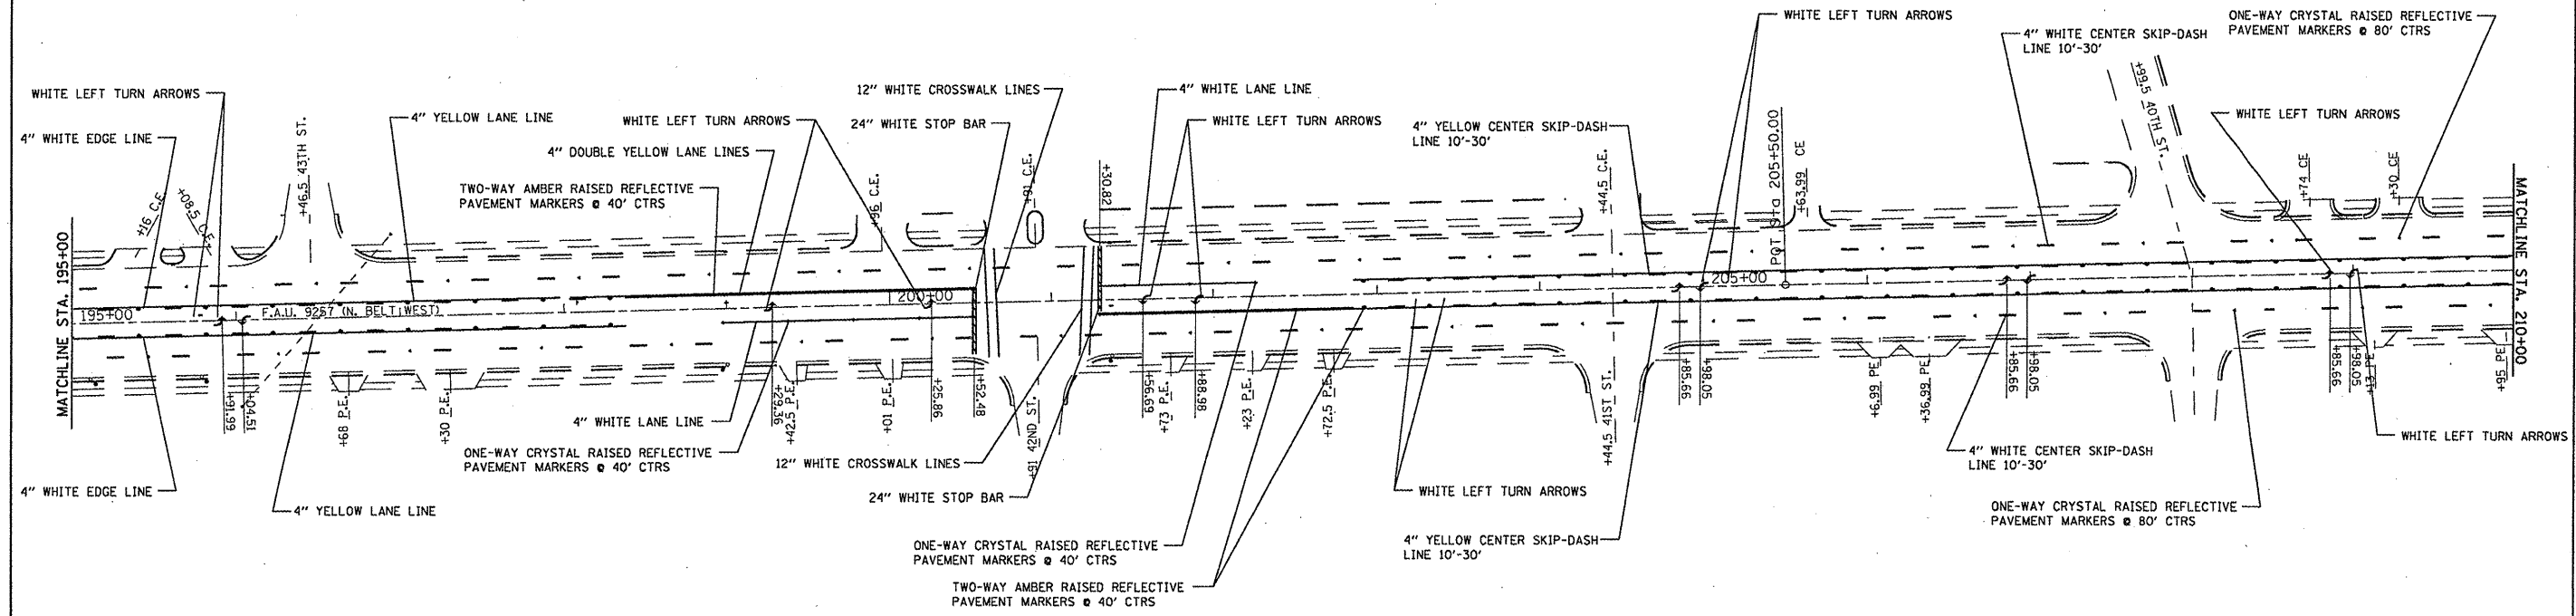 WHITE LEFT TURN ARROWS
ONE-WAY CRYSTAL RAISED REFLECTIVE
PAVEMENT MARKERS @ 80' CTRS
4" WHITE CENTER SKIP-DASH
LINE 10'-30'
WHITE LEFT TURN ARROWS
4" WHITE EDGE LINE
4" YELLOW LANE LINE
WHITE LEFT TURN ARROWS
4" DOUBLE YELLOW LANE LINES
TWO-WAY AMBER RAISED REFLECTIVE
PAVEMENT MARKERS @ 40' CTRS
12" WHITE CROSSWALK LINES
24" WHITE STOP BAR
4" WHITE LANE LINE
WHITE LEFT TURN ARROWS
4" YELLOW CENTER SKIP-DASH
LINE 10'-30'
WHITE LEFT TURN ARROWS
+16 C.E.
+08.5 C.E.
+46.5 43TH ST.
+96 C.E.
+91 C.E.
+30.82
+44.5 C.E.
POT Sta 205+50.00
+63.99 CE
+99.5 40TH ST.
+74 CE
+30 CE
MATCHLINE STA. 195+00
195+00
F.A.U. 9257 (N. BELT WEST)
200+00
205+00
MATCHLINE STA. 210+00
+91.99
+04.51
+68 P.E.
+30 P.E.
+29.36
+42.5 P.E.
+01 P.E.
+25.86
+52.48
+91 42ND ST.
+56.69
+73 P.E.
+88.98
+23 P.E.
+72.5 P.E.
+44.5 41ST ST.
+85.66
+98.05
+6.99 PE
+36.99 PE
+85.66
+98.05
+85.66
+98.05
+13 PE
+95 PE
4" WHITE EDGE LINE
4" YELLOW LANE LINE
4" WHITE LANE LINE
ONE-WAY CRYSTAL RAISED REFLECTIVE
PAVEMENT MARKERS @ 40' CTRS
12" WHITE CROSSWALK LINES
24" WHITE STOP BAR
ONE-WAY CRYSTAL RAISED REFLECTIVE
PAVEMENT MARKERS @ 40' CTRS
TWO-WAY AMBER RAISED REFLECTIVE
PAVEMENT MARKERS @ 40' CTRS
WHITE LEFT TURN ARROWS
4" YELLOW CENTER SKIP-DASH
LINE 10'-30'
4" WHITE CENTER SKIP-DASH
LINE 10'-30'
ONE-WAY CRYSTAL RAISED REFLECTIVE
PAVEMENT MARKERS @ 80' CTRS
WHITE LEFT TURN ARROWS